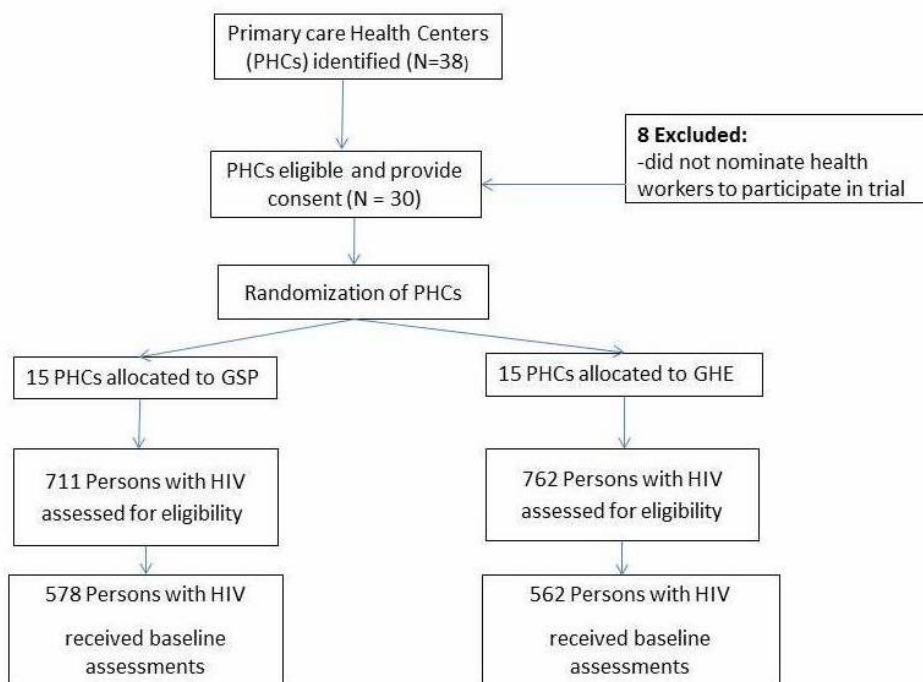 Primary care Health Centers
(PHCs) identified (N=38)
8 Excluded:
-did not nominate health
workers to participate in trial
PHCs eligible and provide
consent (N = 30)
Randomization of PHCs
15 PHCs allocated to GSP
15 PHCs allocated to GHE
711 Persons with HIV
assessed for eligibility
762 Persons with HIV
assessed for eligibility
578 Persons with HIV
received baseline
assessments
562 Persons with HIV
received baseline
assessments